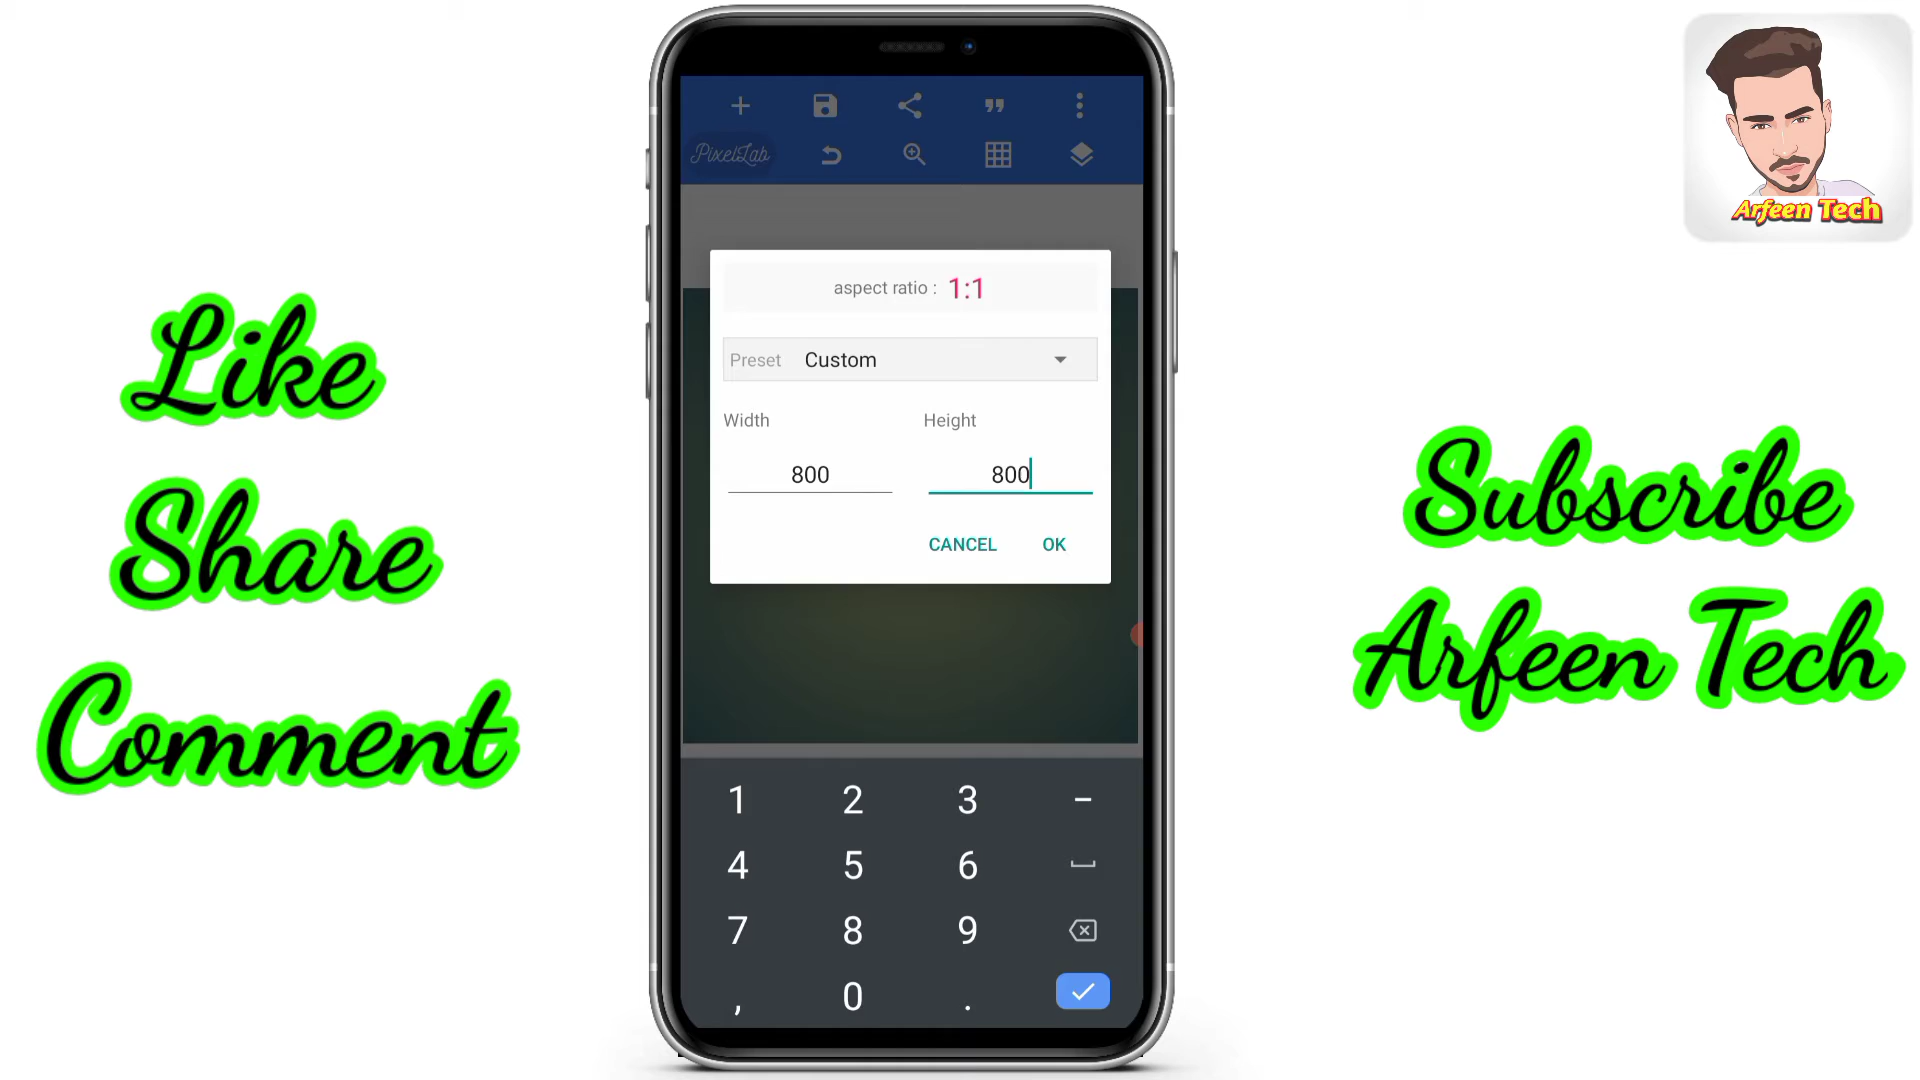 PixelLab
aspect ratio : 1:1
Preset Custom
Width Height
800 800
CANCEL OK
1 2 3 –
4 5 6
7 8 9
, 0 .
Like
Share
Comment
Subscribe
Arfeen Tech
Arfeen Tech